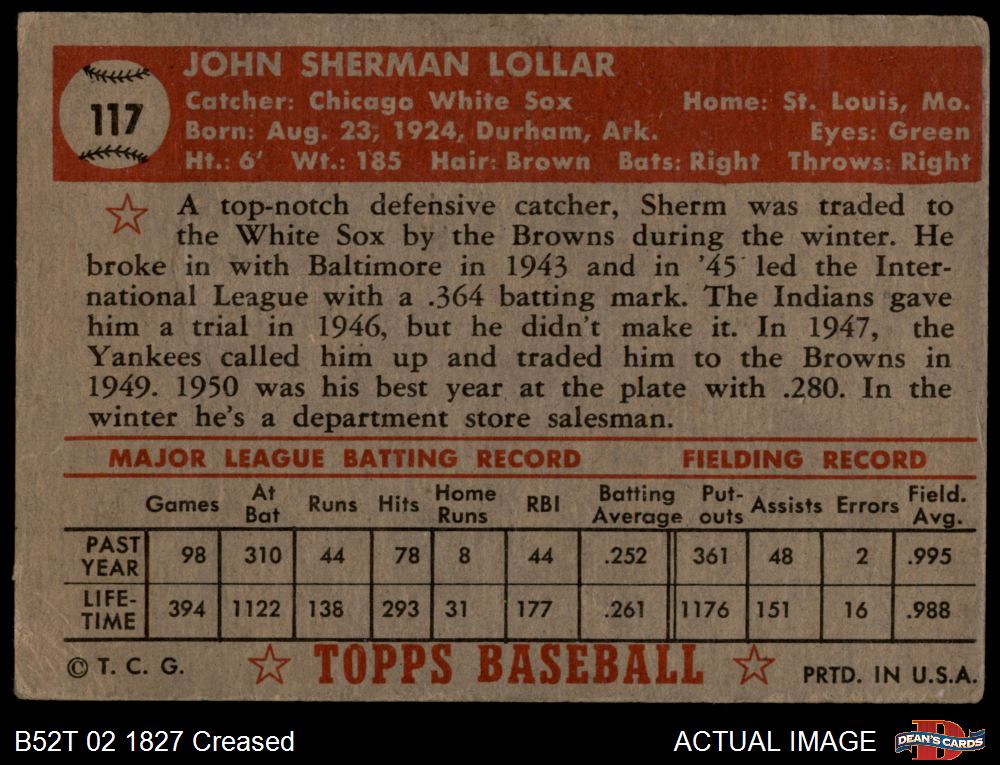 JOHN SHERMAN LOLLAR
117
Catcher: Chicago White Sox Home: St. Louis, Mo.
Born: Aug. 23, 1924, Durham, Ark. Eyes: Green
Ht.: 6' Wt.: 185 Hair: Brown Bats: Right Throws: Right
A top-notch defensive catcher, Sherm was traded to
the White Sox by the Browns during the winter. He
broke in with Baltimore in 1943 and in '45 led the Inter-
national League with a .364 batting mark. The Indians gave
him a trial in 1946, but he didn't make it. In 1947, the
Yankees called him up and traded him to the Browns in
1949. 1950 was his best year at the plate with .280. In the
winter he's a department store salesman.
MAJOR LEAGUE BATTING RECORD FIELDING RECORD
Games At Bat Runs Hits Home Runs RBI Batting Average Put-outs Assists Errors Field. Avg.
PAST YEAR 98 310 44 78 8 44 .252 361 48 2 .995
LIFE-TIME 394 1122 138 293 31 177 .261 1176 151 16 .988
© T. C. G. TOPPS BASEBALL PRTD. IN U.S.A.
B52T 02 1827 Creased ACTUAL IMAGE DEAN'S CARDS